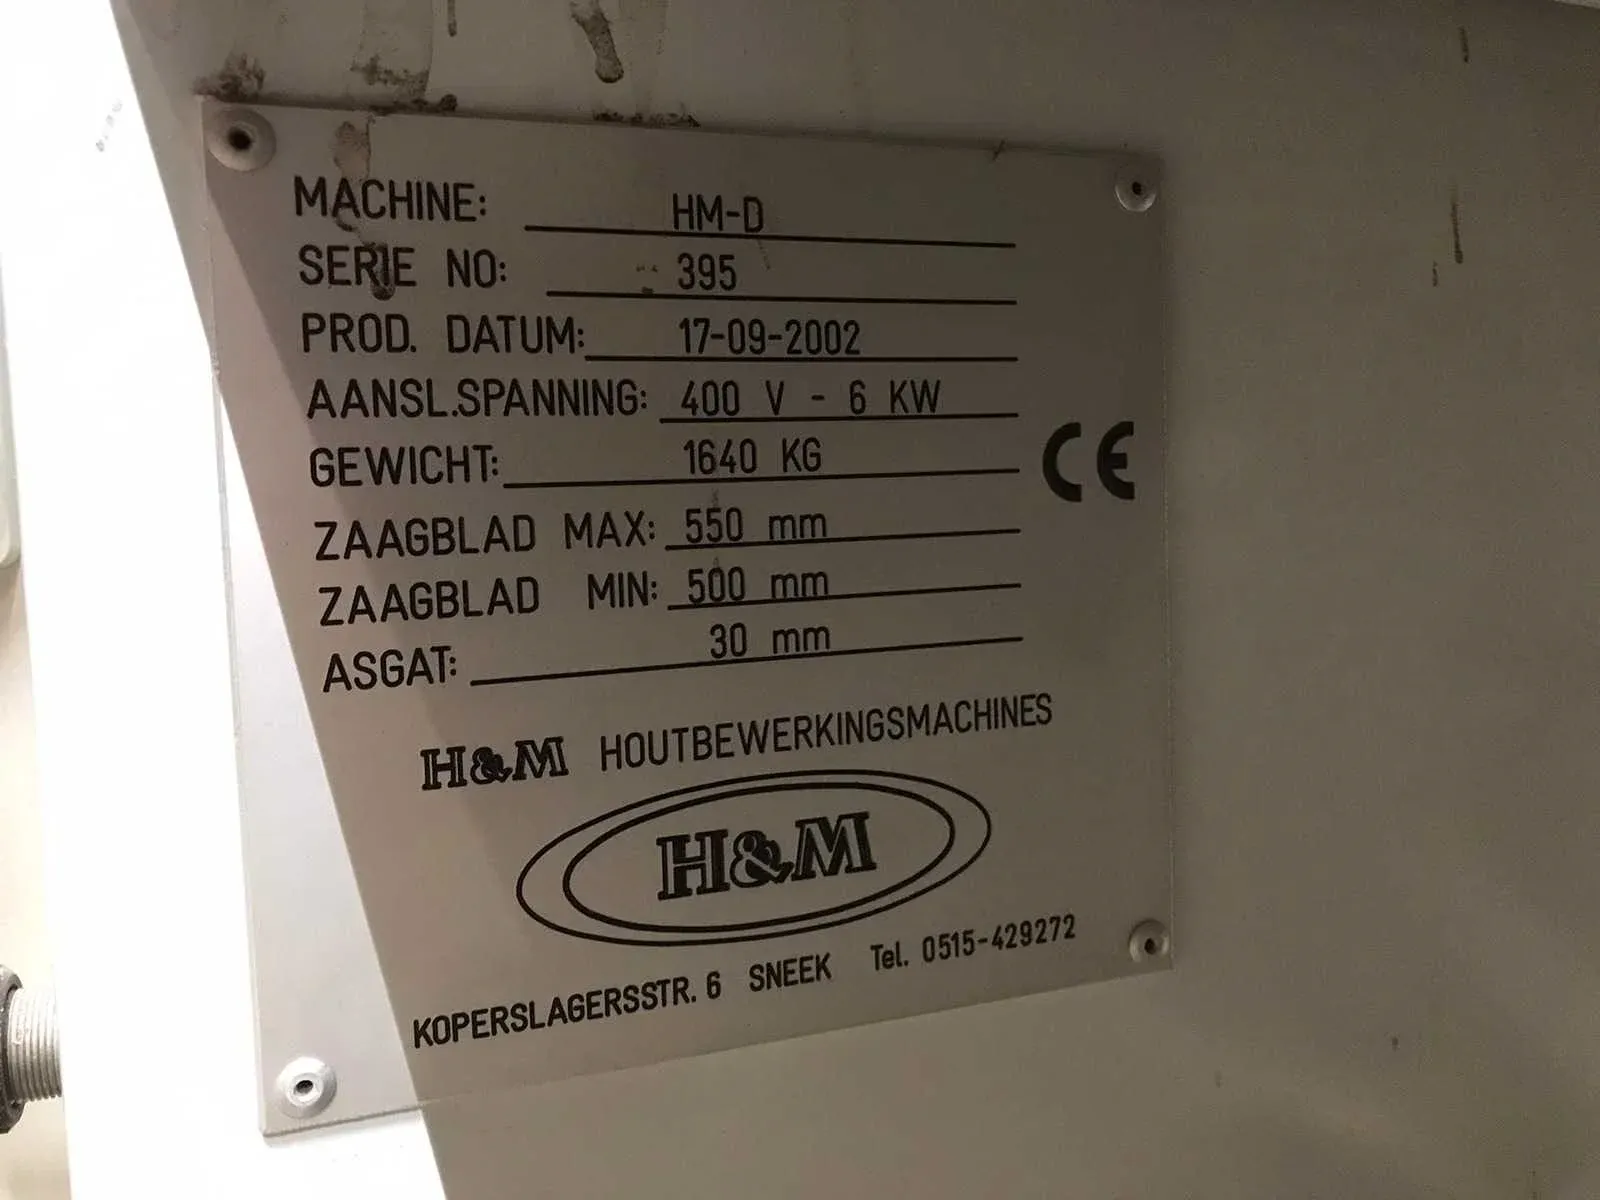 MACHINE: HM-D
SERIE NO: 395
PROD. DATUM: 17-09-2002
AANSL.SPANNING: 400 V - 6 KW
GEWICHT: 1640 KG
CE
ZAAGBLAD MAX: 550 mm
ZAAGBLAD MIN: 500 mm
ASGAT: 30 mm
H&M HOUTBEWERKINGSMACHINES
H&M
KOPERSLAGERSSTR. 6 SNEEK Tel. 0515-429272